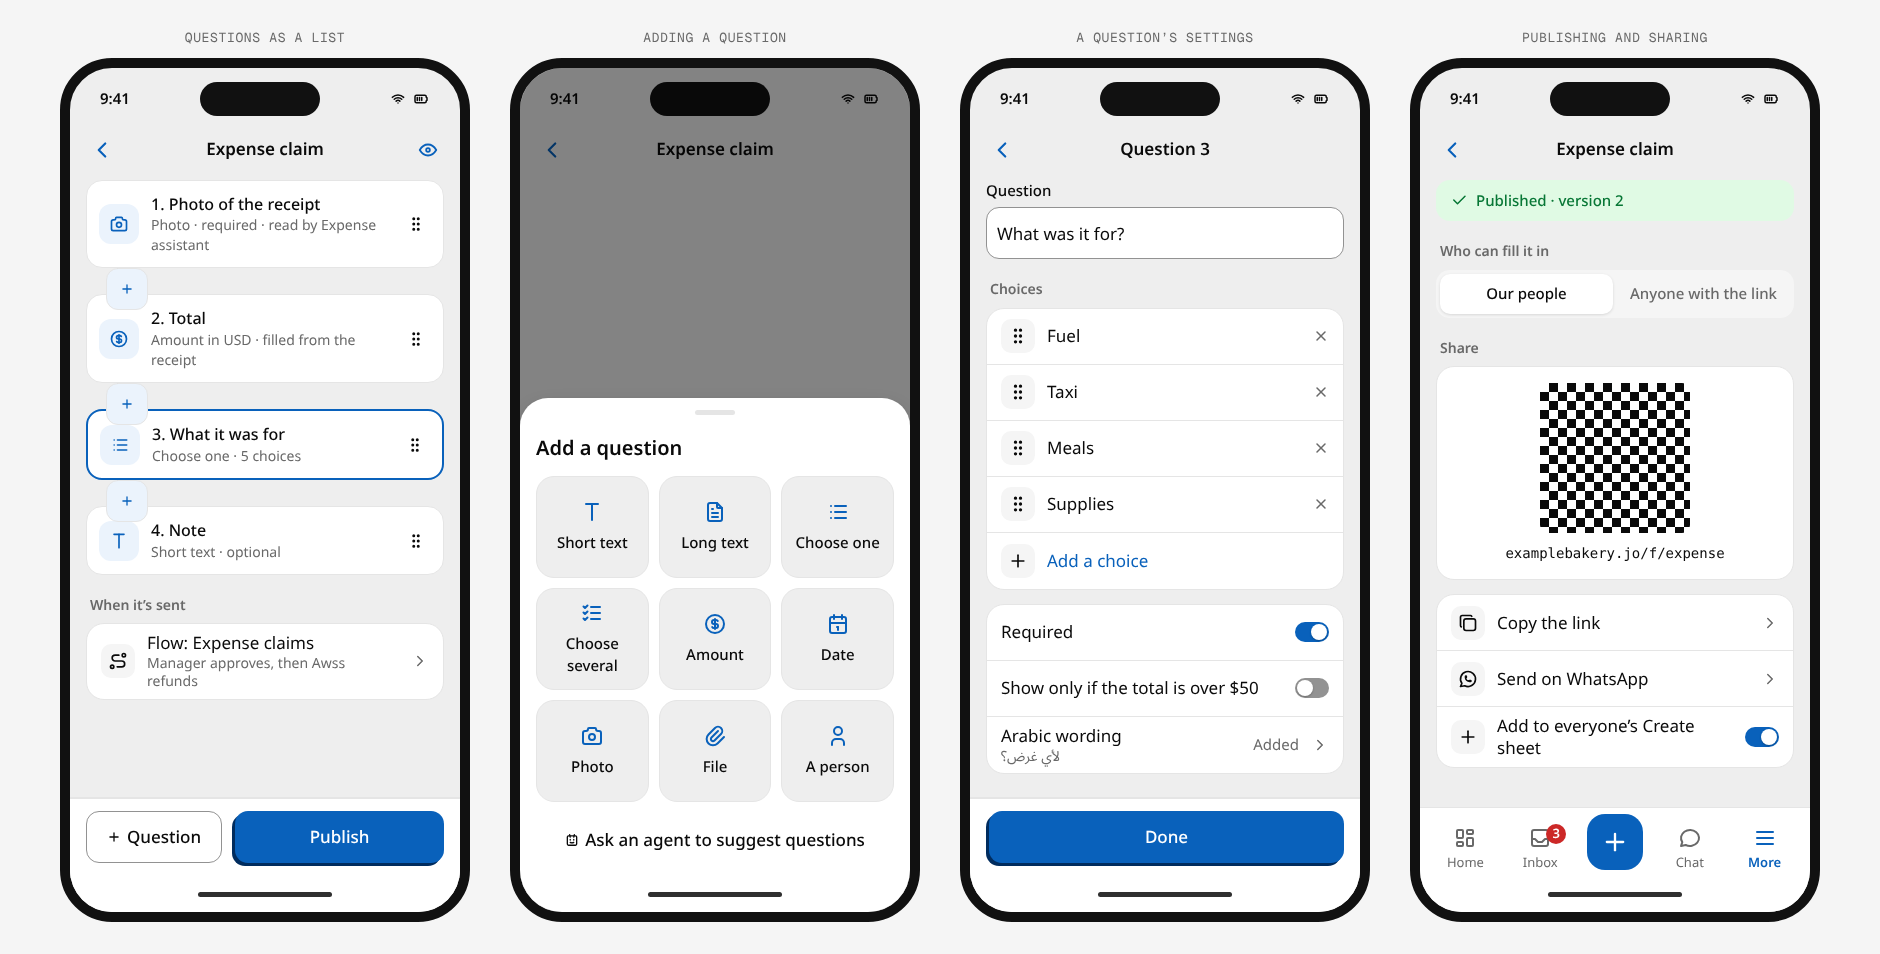 QUESTIONS AS A LIST
9:41
Expense claim
1. Photo of the receipt
Photo · required · read by Expense
assistant
2. Total
Amount in USD · filled from the
receipt
3. What it was for
Choose one · 5 choices
4. Note
Short text · optional
When it’s sent
Flow: Expense claims
Manager approves, then Awss
refunds
+ Question
Publish
ADDING A QUESTION
9:41
Expense claim
Add a question
Short text
Long text
Choose one
Choose
several
Amount
Date
Photo
File
A person
Ask an agent to suggest questions
A QUESTION’S SETTINGS
9:41
Question 3
Question
What was it for?
Choices
Fuel
Taxi
Meals
Supplies
Add a choice
Required
Show only if the total is over $50
Arabic wording
لأي غرض؟
Added
Done
PUBLISHING AND SHARING
9:41
Expense claim
Published · version 2
Who can fill it in
Our people
Anyone with the link
Share
examplebakery.jo/f/expense
Copy the link
Send on WhatsApp
Add to everyone’s Create
sheet
Home
Inbox
3
Chat
More